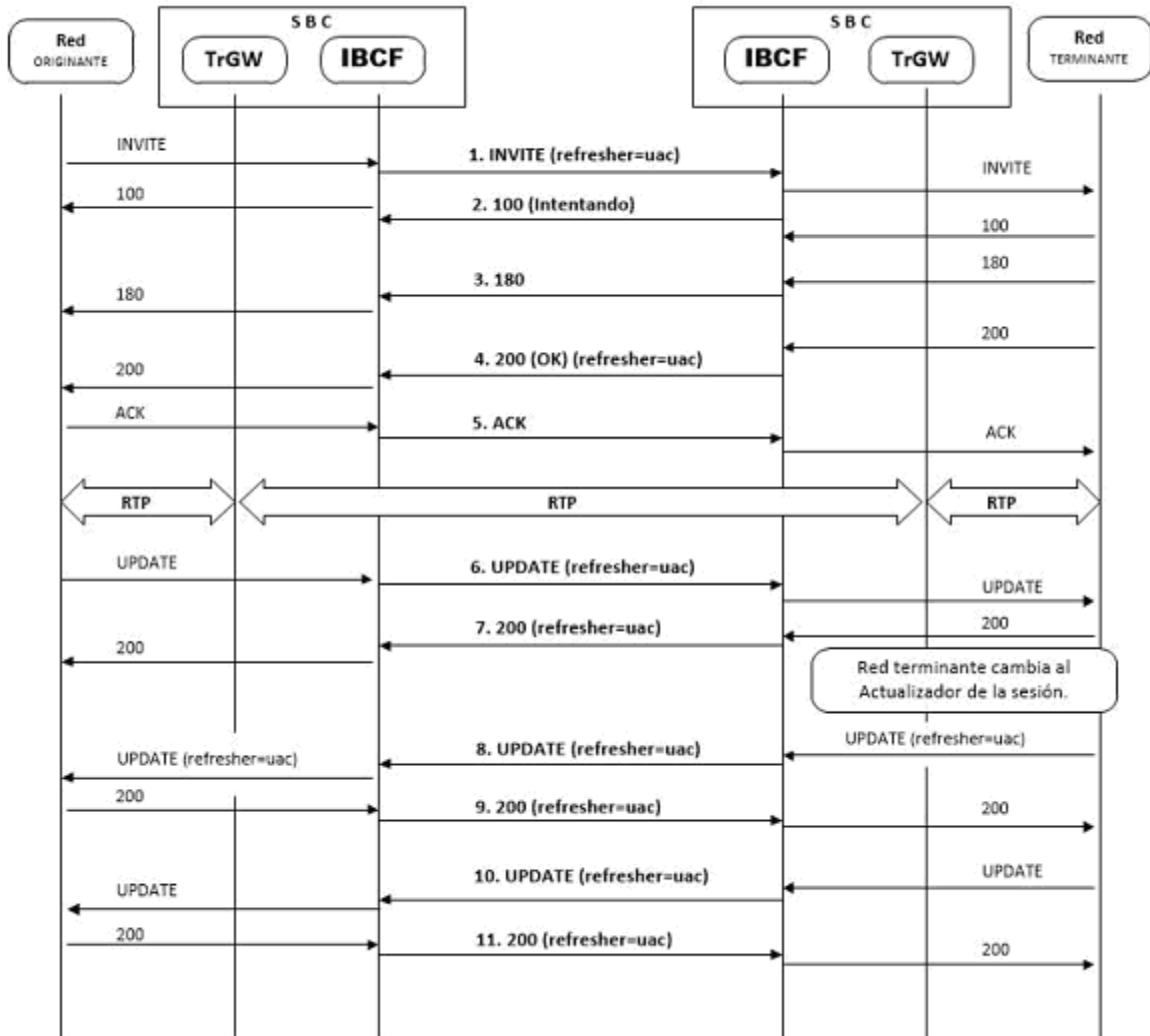 S B C
S B C
Red
ORIGINANTE
TrGW
IBCF
IBCF
TrGW
Red
TERMINANTE
INVITE
1. INVITE (refresher=uac)
INVITE
100
2. 100 (Intentando)
100
180
3. 180
180
200
4. 200 (OK) (refresher=uac)
200
ACK
5. ACK
ACK
RTP
RTP
RTP
UPDATE
6. UPDATE (refresher=uac)
UPDATE
7. 200 (refresher=uac)
200
200
Red terminante cambia al
Actualizador de la sesión.
UPDATE (refresher=uac)
8. UPDATE (refresher=uac)
UPDATE (refresher=uac)
200
9. 200 (refresher=uac)
200
10. UPDATE (refresher=uac)
UPDATE
UPDATE
200
11. 200 (refresher=uac)
200